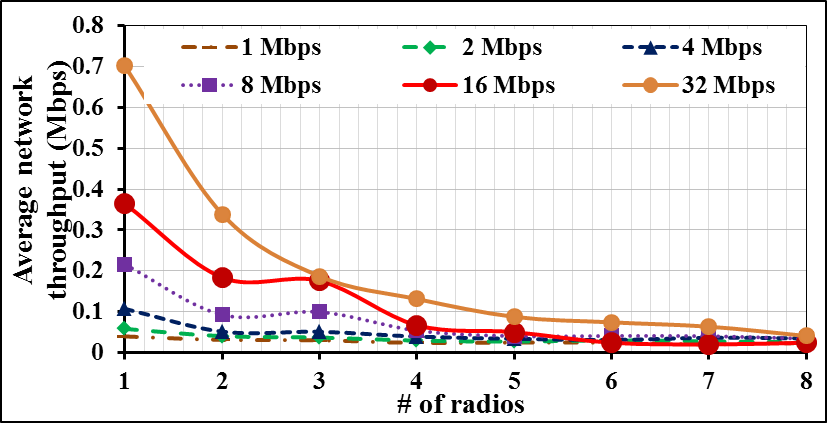 Average network
throughput (Mbps)
0.8
0.7
0.6
0.5
0.4
0.3
0.2
0.1
0
1 Mbps 2 Mbps 4 Mbps
8 Mbps 16 Mbps 32 Mbps
1 2 3 4 5 6 7 8
# of radios